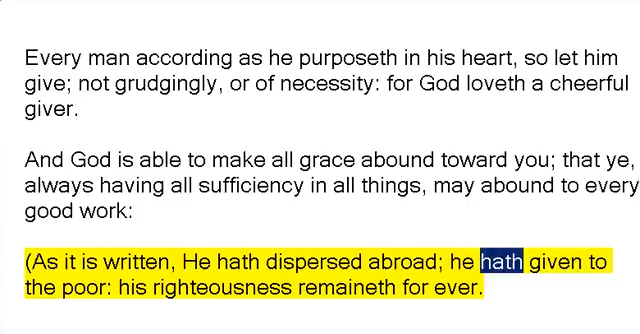 Every man according as he purposeth in his heart, so let him
give; not grudgingly, or of necessity: for God loveth a cheerful
giver.
And God is able to make all grace abound toward you; that ye,
always having all sufficiency in all things, may abound to every
good work:
(As it is written, He hath dispersed abroad; he hath given to
the poor: his righteousness remaineth for ever.